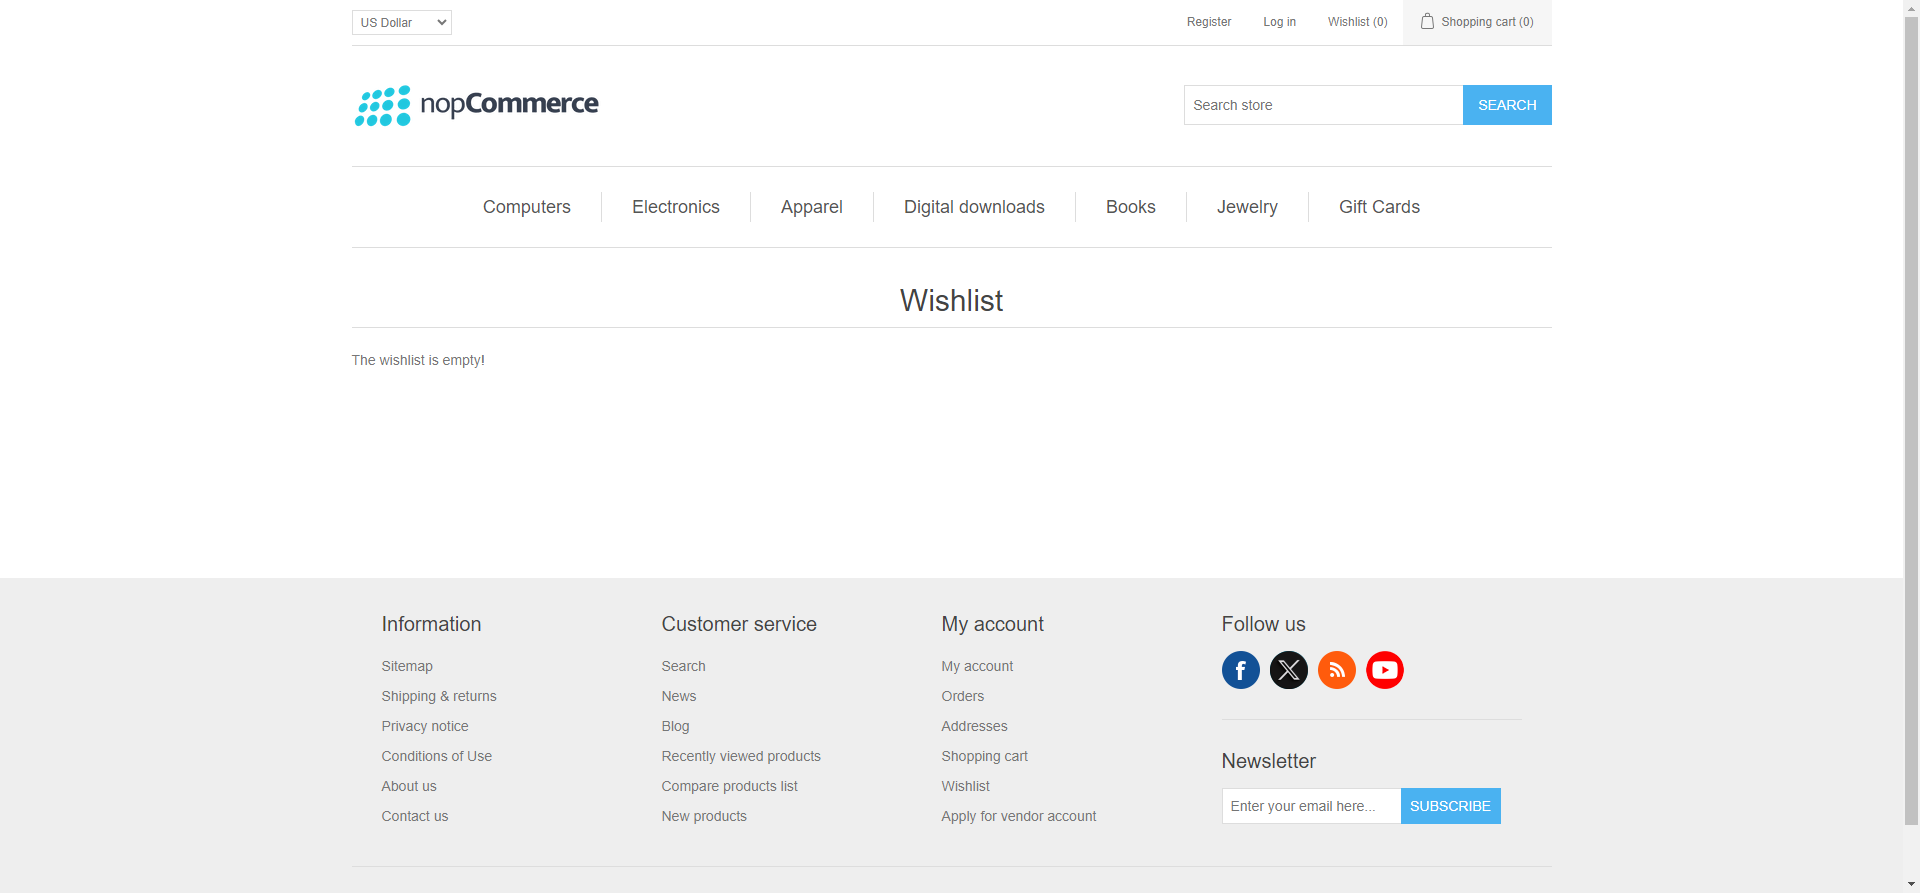 US Dollar
Register
Log in
Wishlist (0)
Shopping cart (0)
nopCommerce
Search store
SEARCH
Computers
Electronics
Apparel
Digital downloads
Books
Jewelry
Gift Cards
Wishlist
The wishlist is empty!
Information
Sitemap
Shipping & returns
Privacy notice
Conditions of Use
About us
Contact us
Customer service
Search
News
Blog
Recently viewed products
Compare products list
New products
My account
My account
Orders
Addresses
Shopping cart
Wishlist
Apply for vendor account
Follow us
Newsletter
Enter your email here...
SUBSCRIBE